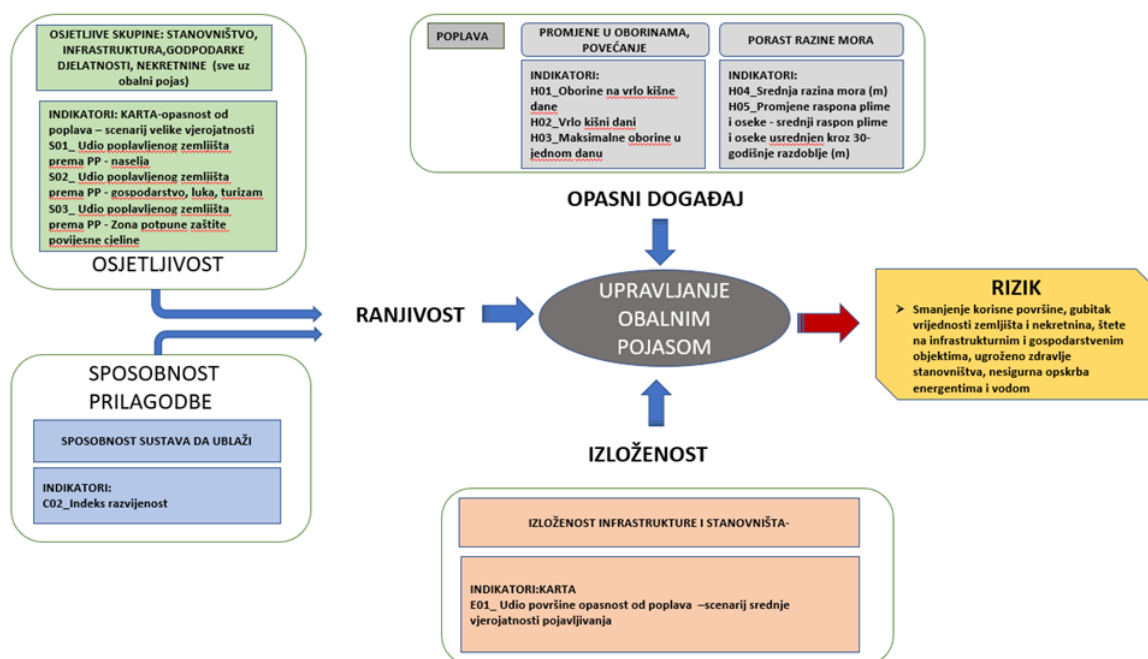 OSJETLJIVE SKUPINE: STANOVNIŠTVO,
INFRASTRUKTURA,GODPODARKE
DJELATNOSTI, NEKRETNINE (sve uz
obalni pojas)
INDIKATORI: KARTA-opasnost od
poplava – scenarij velike vjerojatnosti
S01_ Udio poplavljenog zemljišta
prema PP - naselja
S02_ Udio poplavljenog zemljišta
prema PP - gospodarstvo, luka, turizam
S03_ Udio poplavljenog zemljišta
prema PP - Zona potpune zaštite
povijesne cjeline
OSJETLJIVOST
POPLAVA
PROMJENE U OBORINAMA,
POVEĆANJE
INDIKATORI:
H01_Oborine na vrlo kišne
dane
H02_Vrlo kišni dani
H03_Maksimalne oborine u
jednom danu
PORAST RAZINE MORA
INDIKATORI:
H04_Srednja razina mora (m)
H05_Promjene raspona plime
i oseke - srednji raspon plime
i oseke usrednjen kroz 30-
godišnje razdoblje (m)
OPASNI DOGAĐAJ
RANJIVOST
UPRAVLJANJE
OBALNIM
POJASOM
RIZIK
➤ Smanjenje korisne površine, gubitak
vrijednosti zemljišta i nekretnina, štete
na infrastrukturnim i gospodarstvenim
objektima, ugroženo zdravlje
stanovništva, nesigurna opskrba
energentima i vodom
SPOSOBNOST
PRILAGODBE
SPOSOBNOST SUSTAVA DA UBLAŽI
INDIKATORI:
C02_Indeks razvijenost
IZLOŽENOST
IZLOŽENOST INFRASTRUKTURE I STANOVNIŠTA-
INDIKATORI:KARTA
E01_ Udio površine opasnost od poplava –scenarij srednje
vjerojatnosti pojavljivanja